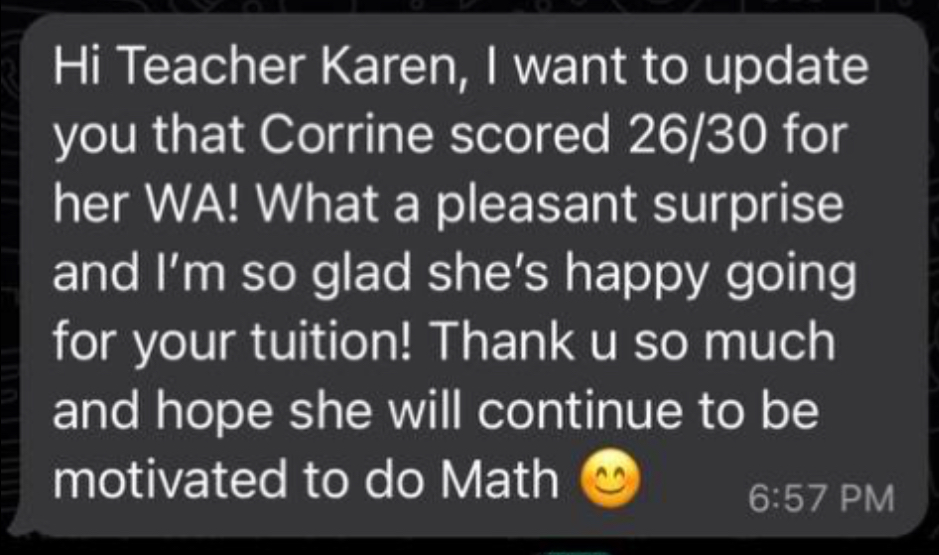 Hi Teacher Karen, I want to update
you that Corrine scored 26/30 for
her WA! What a pleasant surprise
and I'm so glad she's happy going
for your tuition! Thank u so much
and hope she will continue to be
motivated to do Math 😊
6:57 PM